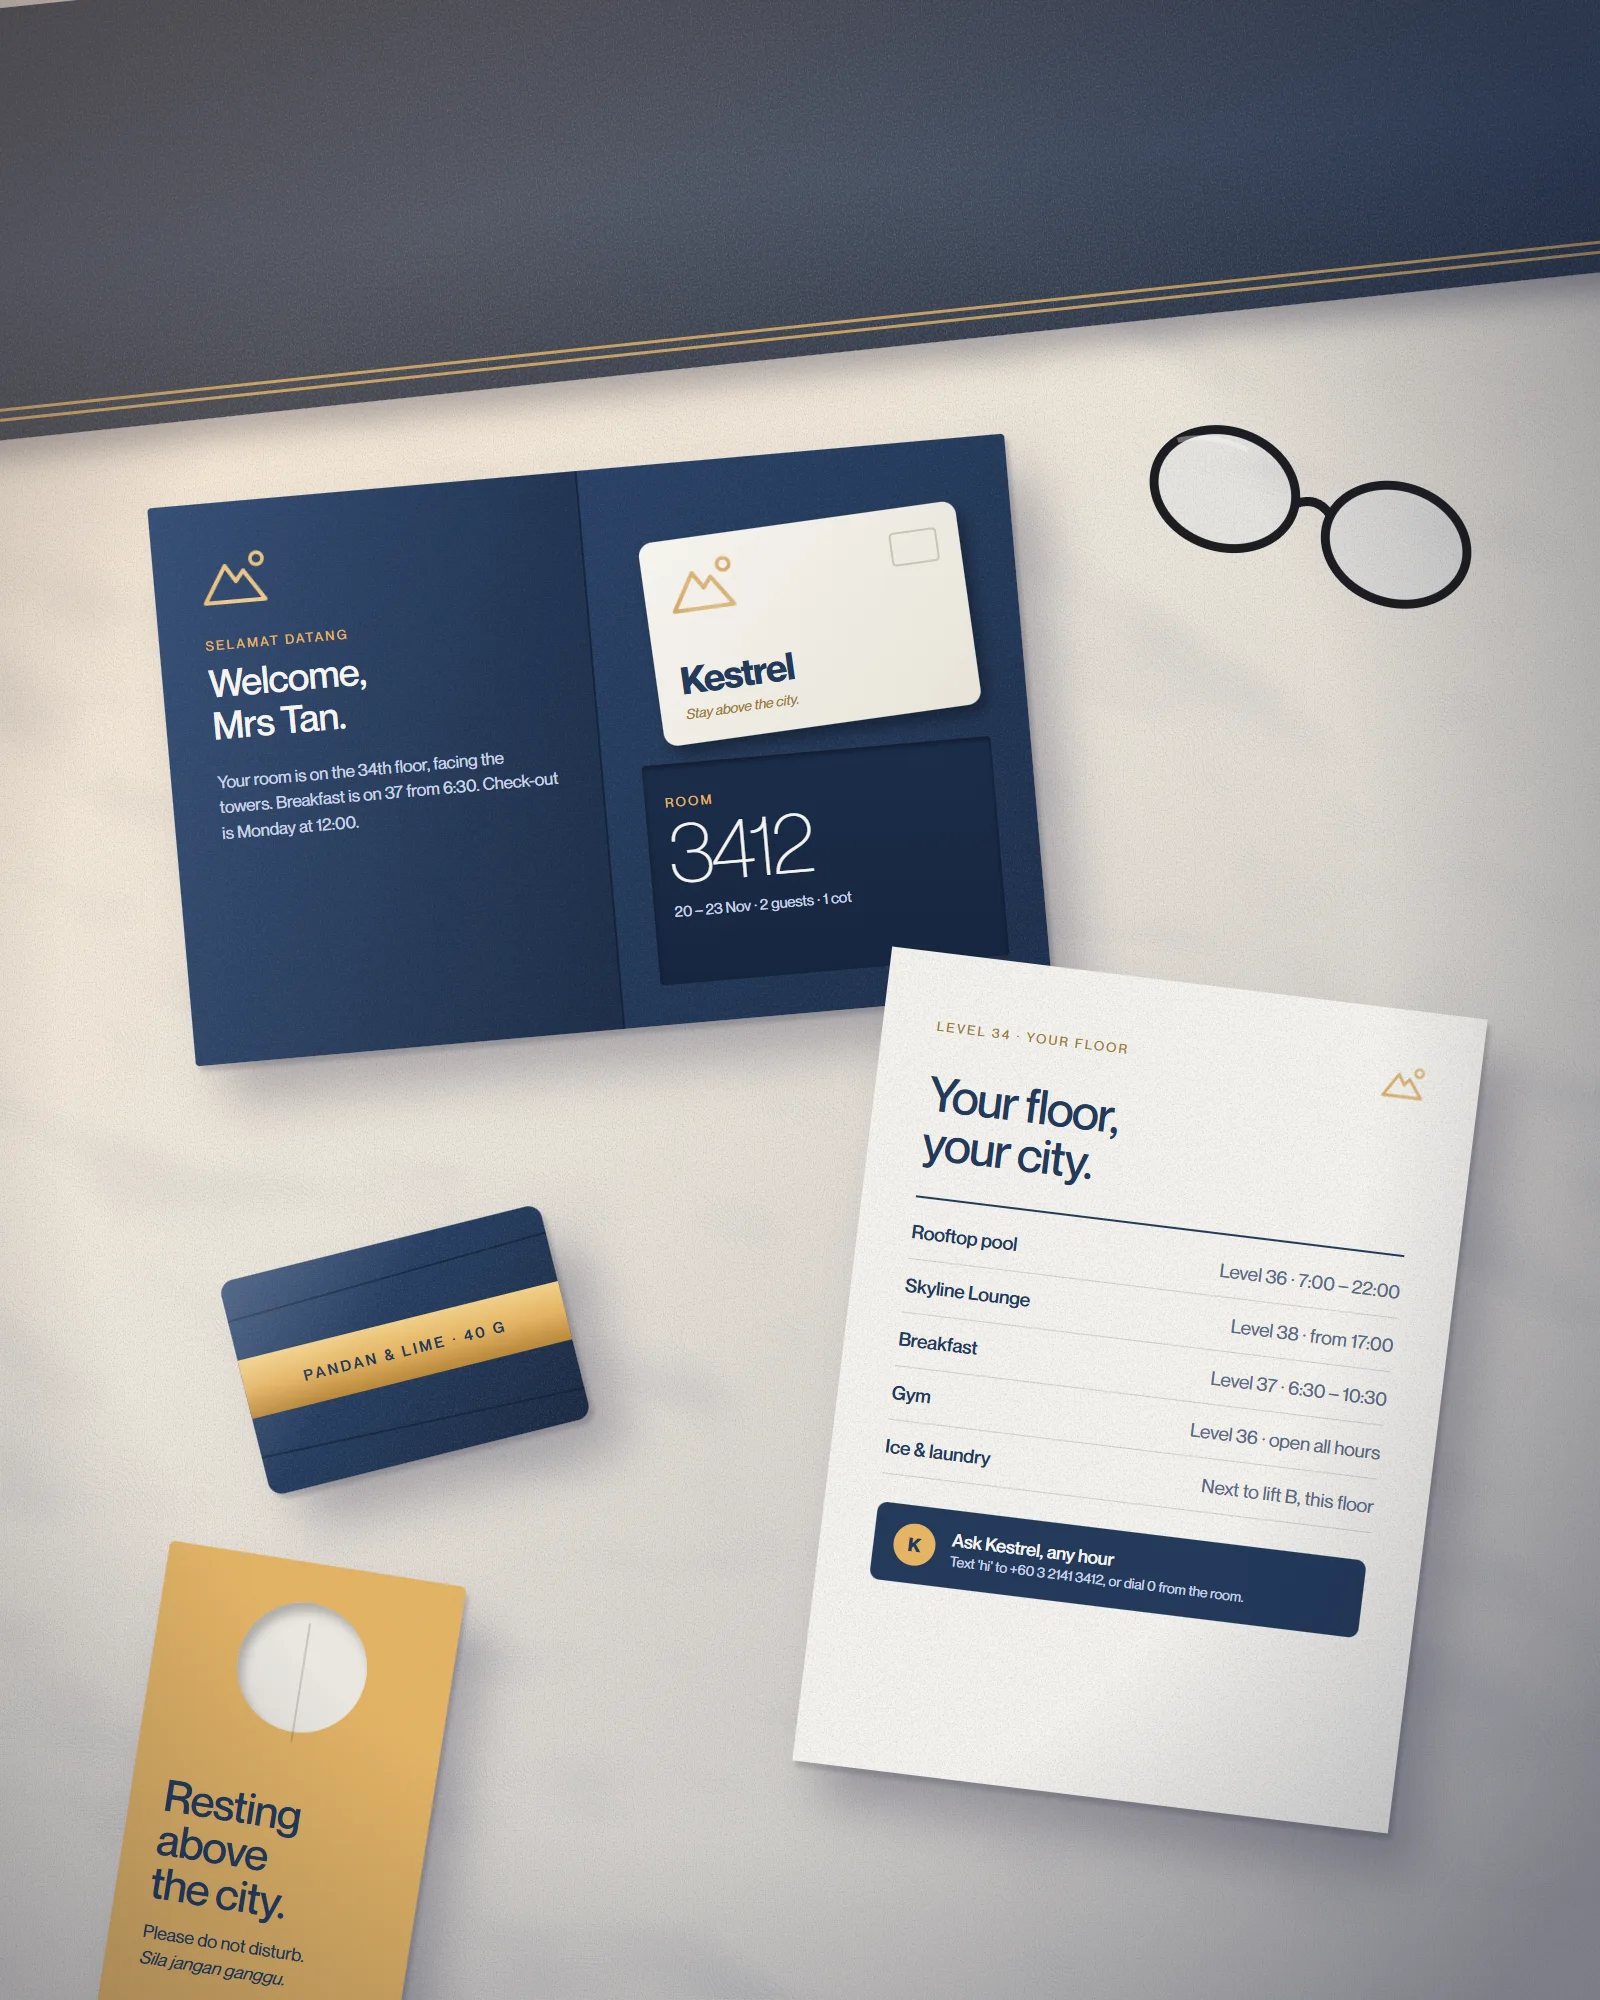 SELAMAT DATANG
Welcome,
Mrs Tan.
Your room is on the 34th floor, facing the
towers. Breakfast is on 37 from 6:30. Check-out
is Monday at 12:00.
Kestrel
Stay above the city.
ROOM
3412
20 – 23 Nov · 2 guests · 1 cot
LEVEL 34 · YOUR FLOOR
Your floor,
your city.
Rooftop pool
Level 36 · 7:00 – 22:00
Skyline Lounge
Level 38 · from 17:00
Breakfast
Level 37 · 6:30 – 10:30
Gym
Level 36 · open all hours
Ice & laundry
Next to lift B, this floor
K
Ask Kestrel, any hour
Text 'hi' to +60 3 2141 3412, or dial 0 from the room.
PANDAN & LIME · 40 G
Resting
above
the city.
Please do not disturb.
Sila jangan ganggu.